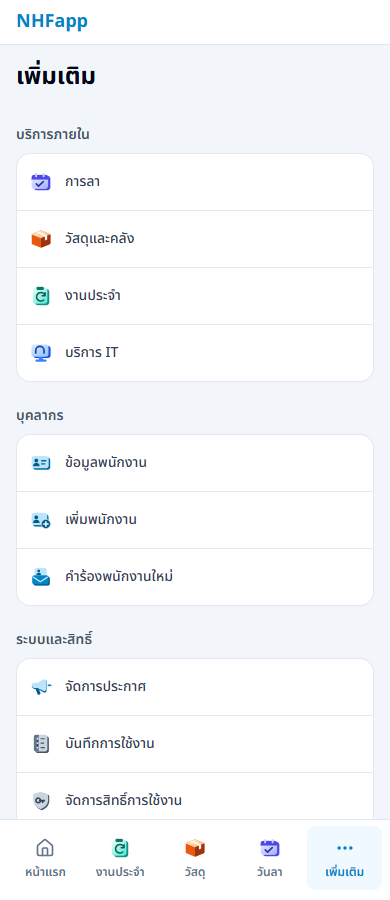 NHFapp
เพิ่มเติม
บริการภายใน
การลา
วัสดุและคลัง
งานประจำ
บริการ IT
บุคลากร
ข้อมูลพนักงาน
เพิ่มพนักงาน
คำร้องพนักงานใหม่
ระบบและสิทธิ์
จัดการประกาศ
บันทึกการใช้งาน
จัดการสิทธิ์การใช้งาน
หน้าแรก งานประจำ วัสดุ วันลา เพิ่มเติม